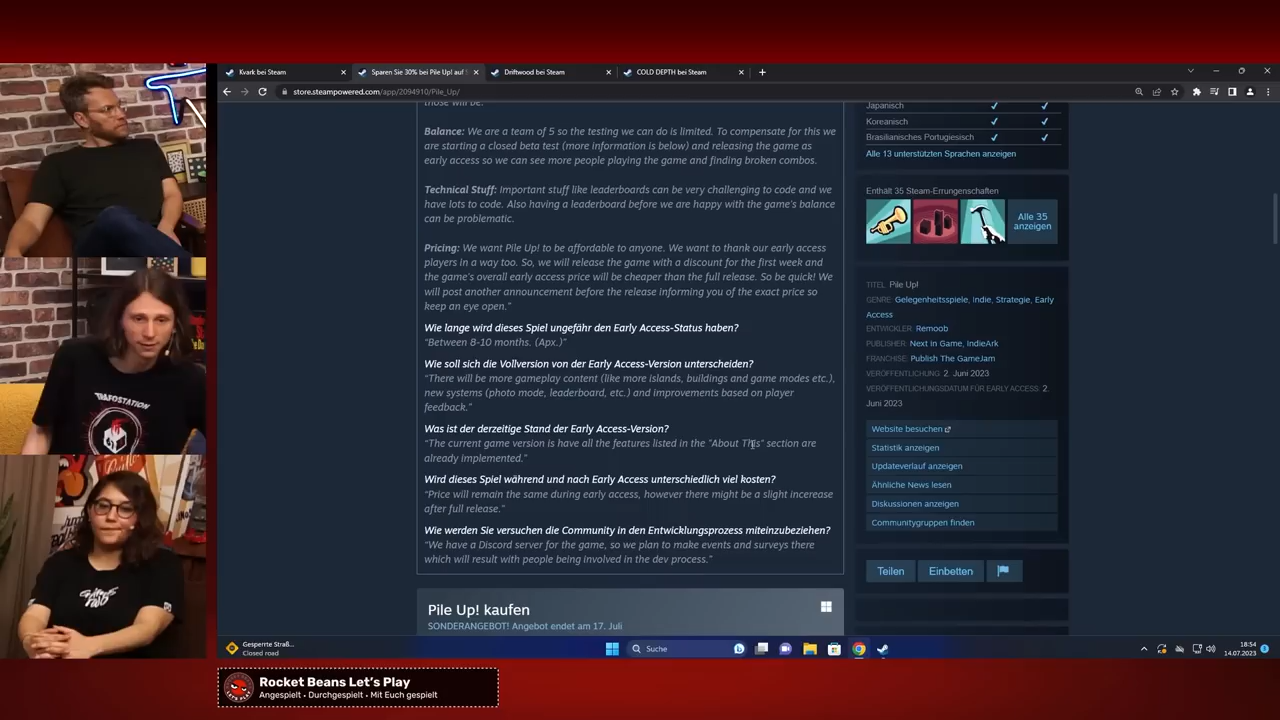 Kvark bei Steam
Sparen Sie 30% bei Pile Up! auf S
Driftwood bei Steam
COLD DEPTH bei Steam
store.steampowered.com/app/2094910/Pile_Up/
those will be.
Balance: We are a team of 5 so the testing we can do is limited. To compensate for this we
are starting a closed beta test (more information is below) and releasing the game as
early access so we can see more people playing the game and finding broken combos.
Technical Stuff: Important stuff like leaderboards can be very challenging to code and we
have lots to code. Also having a leaderboard before we are happy with the game's balance
can be problematic.
Pricing: We want Pile Up! to be affordable to anyone. We want to thank our early access
players in a way too. So, we will release the game with a discount for the first week and
the game's overall early access price will be cheaper than the full release. So be quick! We
will post another announcement before the release informing you of the exact price so
keep an eye open.”
Wie lange wird dieses Spiel ungefähr den Early Access-Status haben?
“Between 8-10 months. (Apx.)”
Wie soll sich die Vollversion von der Early Access-Version unterscheiden?
“There will be more gameplay content (like more islands, buildings and game modes etc.),
new systems (photo mode, leaderboard, etc.) and improvements based on player
feedback.”
Was ist der derzeitige Stand der Early Access-Version?
“The current game version is have all the features listed in the "About This" section are
already implemented.”
Wird dieses Spiel während und nach Early Access unterschiedlich viel kosten?
“Price will remain the same during early access, however there might be a slight incerease
after full release.”
Wie werden Sie versuchen die Community in den Entwicklungsprozess miteinzubeziehen?
“We have a Discord server for the game, so we plan to make events and surveys there
which will result with people being involved in the dev process.”
Pile Up! kaufen
SONDERANGEBOT! Angebot endet am 17. Juli
Japanisch
Koreanisch
Brasilianisches Portugiesisch
Alle 13 unterstützten Sprachen anzeigen
Enthält 35 Steam-Errungenschaften
Alle 35
anzeigen
TITEL: Pile Up!
GENRE: Gelegenheitsspiele, Indie, Strategie, Early
Access
ENTWICKLER: Remoob
PUBLISHER: Next In Game, IndieArk
FRANCHISE: Publish The GameJam
VERÖFFENTLICHUNG: 2. Juni 2023
VERÖFFENTLICHUNGSDATUM FÜR EARLY ACCESS: 2.
Juni 2023
Website besuchen
Statistik anzeigen
Updateverlauf anzeigen
Ähnliche News lesen
Diskussionen anzeigen
Communitygruppen finden
Teilen
Einbetten
Gesperrte Straß...
Closed road
Suche
18:54
14.07.2023
Rocket Beans Let's Play
Angespielt • Durchgespielt • Mit Euch gespielt